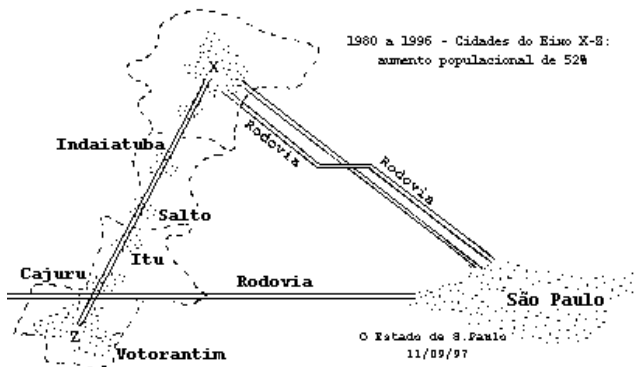 1980 a 1996 - Cidades do Eixo X-Z:
aumento populacional de 52%
X
Rodovia
Rodovia
Indaiatuba
Salto
Itu
Cajuru
Rodovia
São Paulo
Z
Votorantim
O Estado de S.Paulo
11/09/97